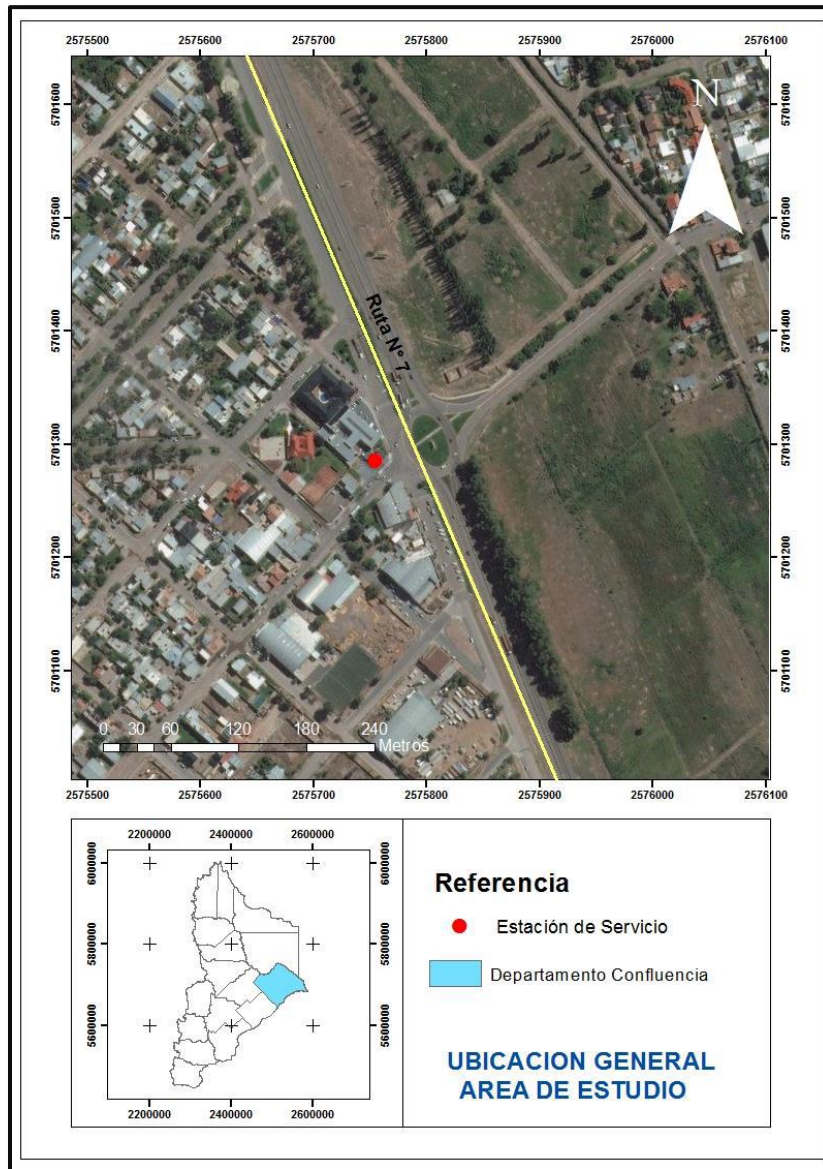 2575500 2575600 2575700 2575800 2575900 2576000 2576100
5701600 5701600
N
5701500 5701500
Ruta Nº 7
5701400 5701400
5701300 5701300
5701200 5701200
5701100 5701100
0 30 60 120 180 240
Metros
2575500 2575600 2575700 2575800 2575900 2576000 2576100
2200000 2400000 2600000
6000000 6000000
5800000 5800000
5600000 5600000
2200000 2400000 2600000
Referencia
Estación de Servicio
Departamento Confluencia
UBICACION GENERAL
AREA DE ESTUDIO